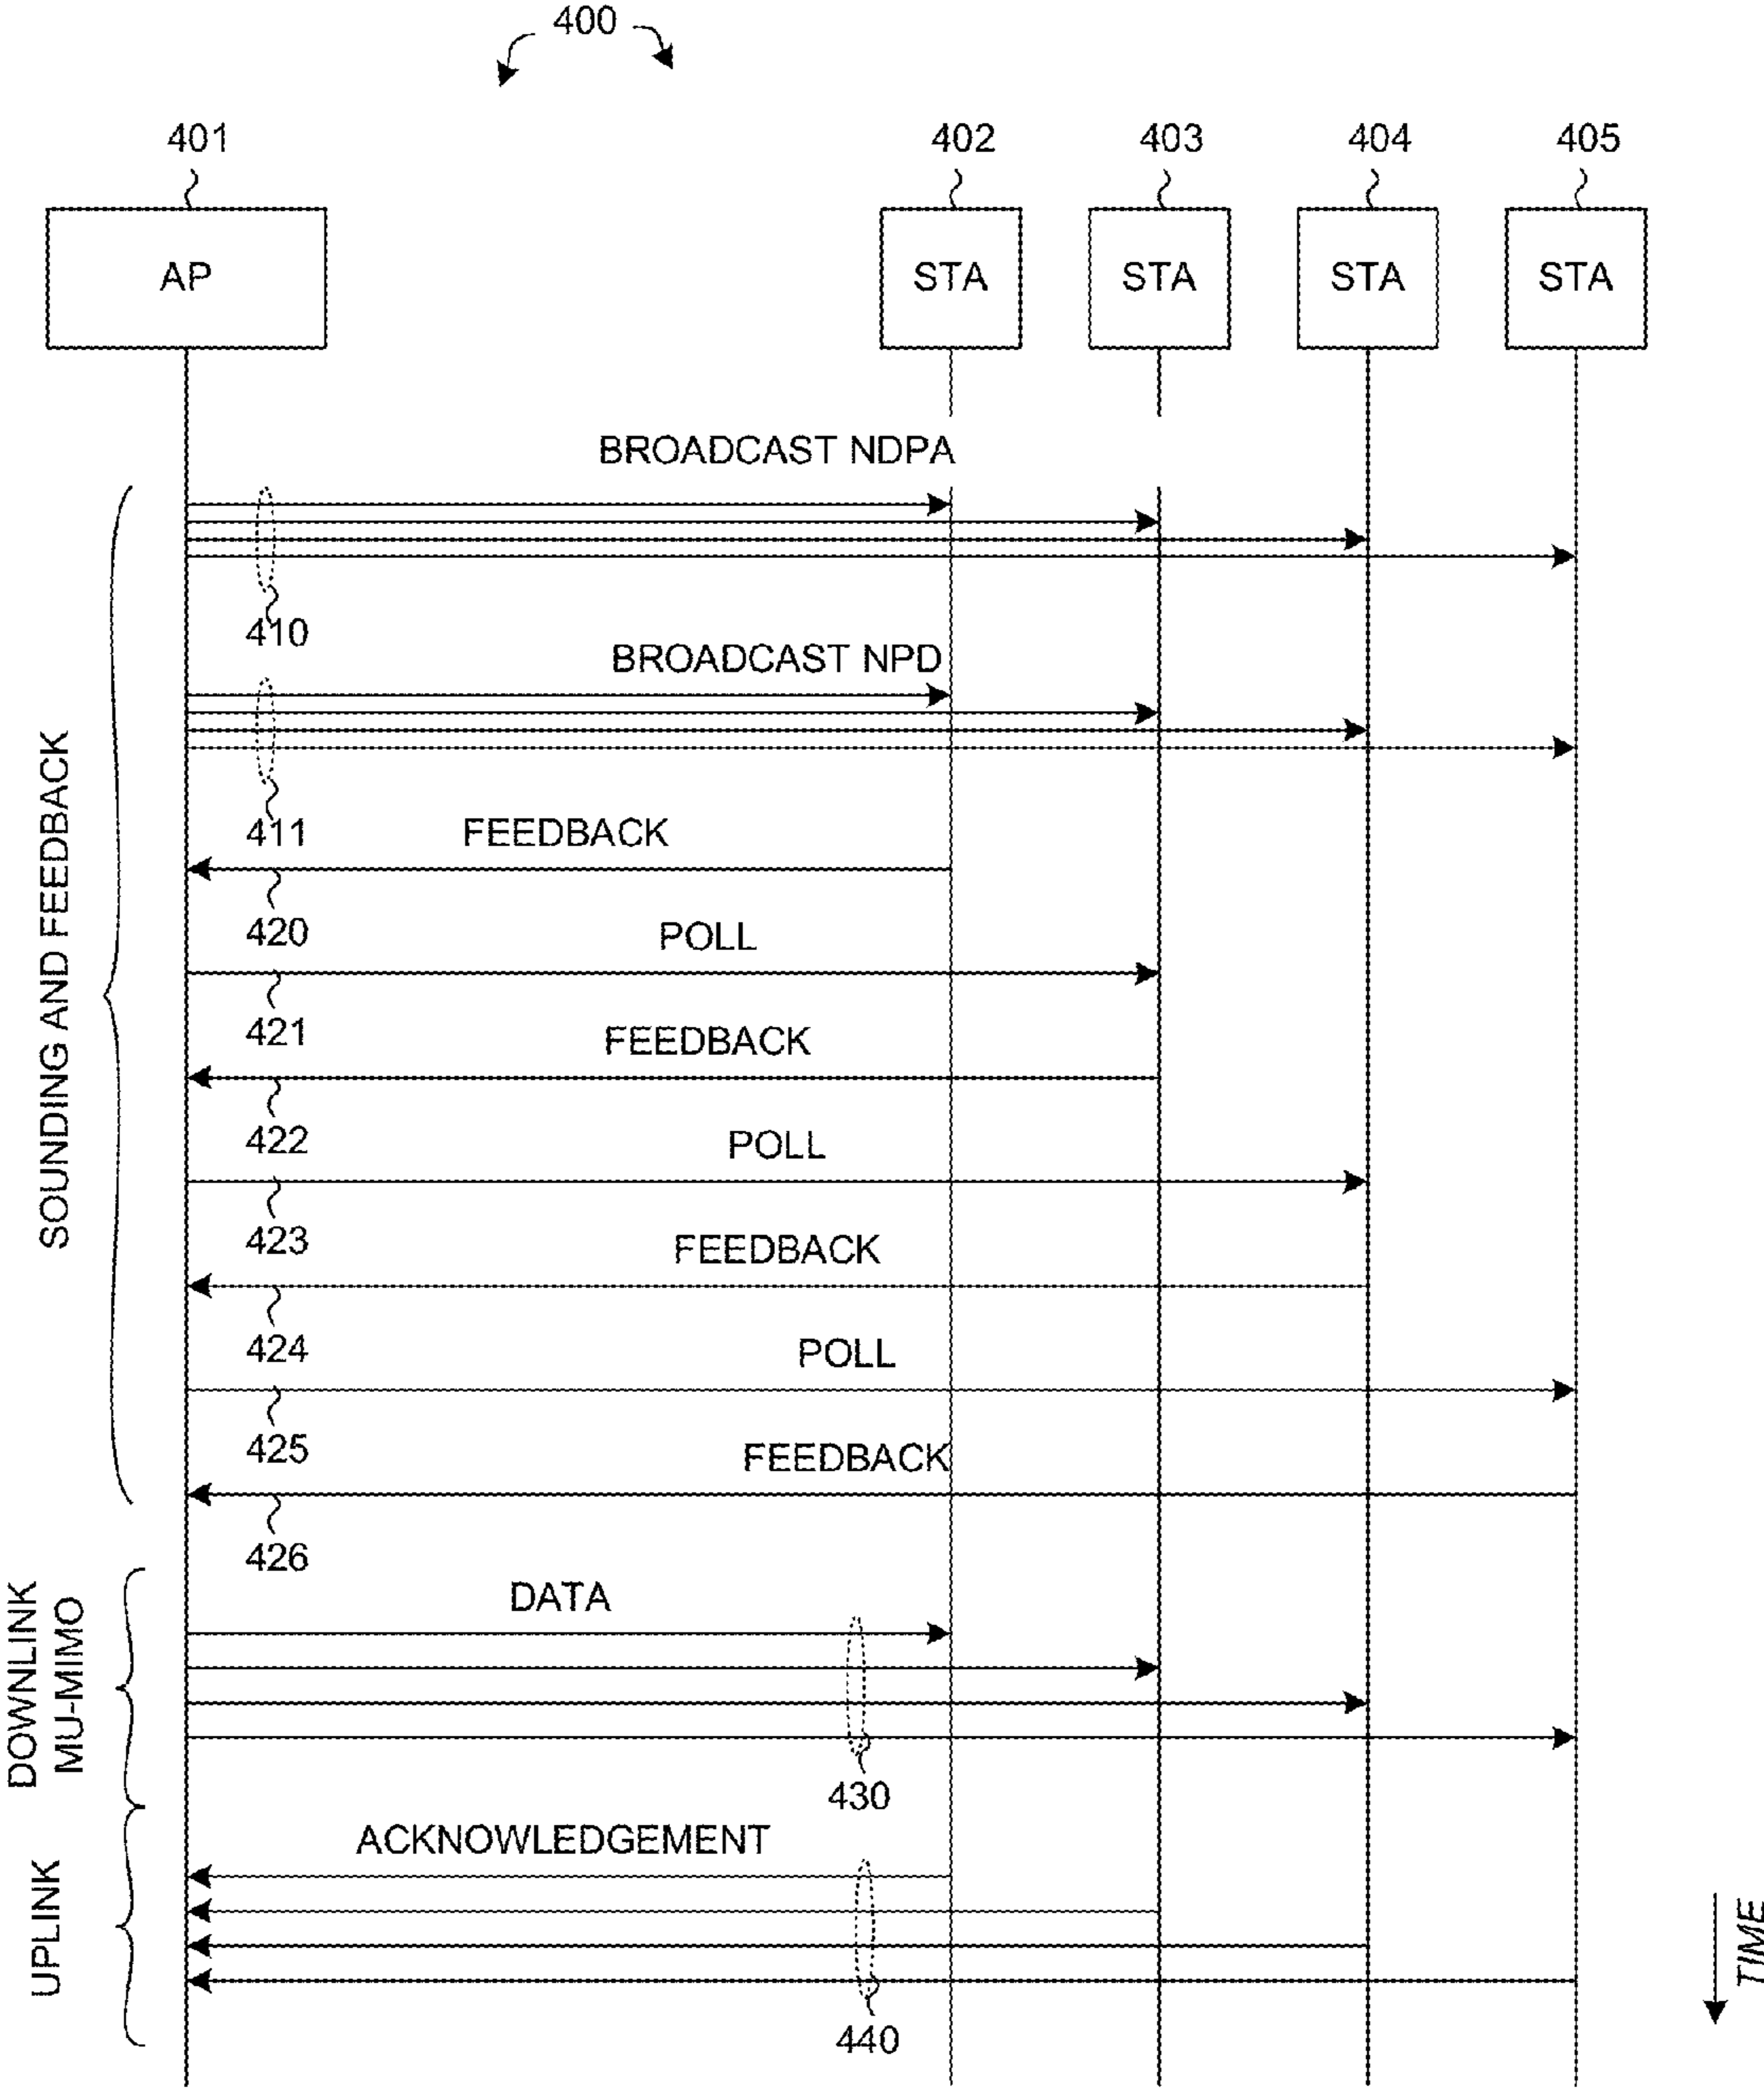 400
401
402
403
404
405
AP
STA
STA
STA
STA
BROADCAST NDPA
410
BROADCAST NPD
411
FEEDBACK
420
POLL
421
FEEDBACK
422
POLL
423
FEEDBACK
424
POLL
425
FEEDBACK
426
SOUNDING AND FEEDBACK
DATA
430
DOWNLINK
MU-MIMO
ACKNOWLEDGEMENT
440
UPLINK
TIME